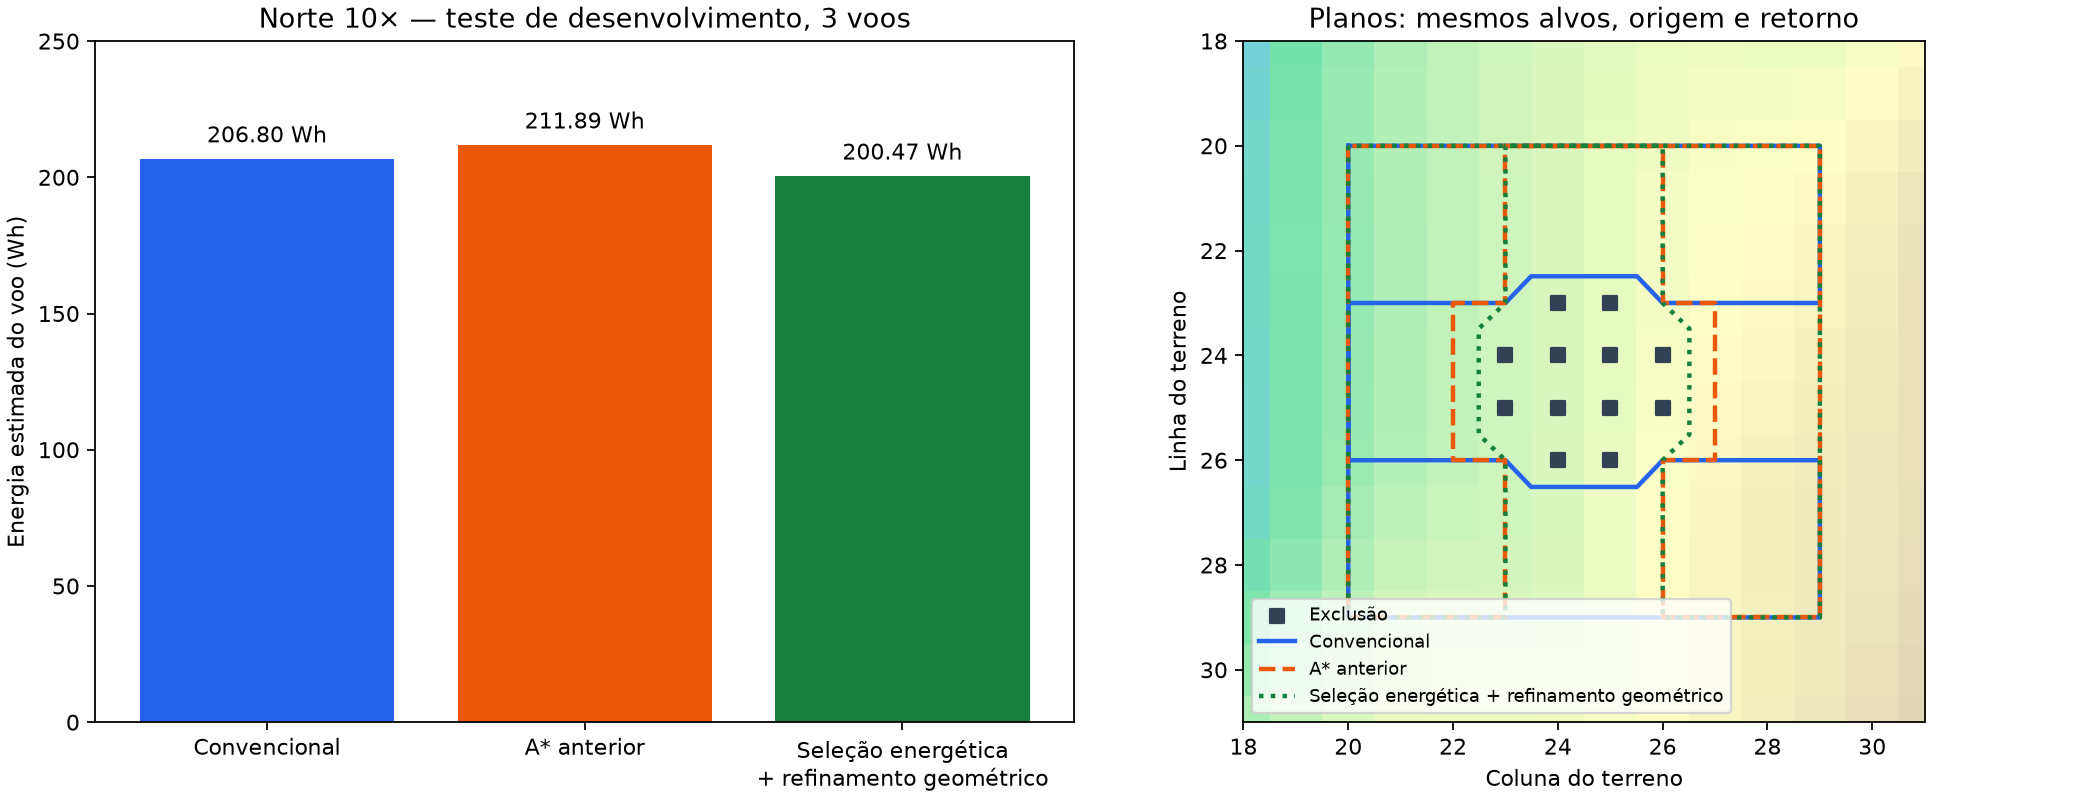 Norte 10× — teste de desenvolvimento, 3 voos
Energia estimada do voo (Wh)
250
200
150
100
50
0
206.80 Wh
211.89 Wh
200.47 Wh
Convencional
A* anterior
Seleção energética
+ refinamento geométrico
Planos: mesmos alvos, origem e retorno
Linha do terreno
18
20
22
24
26
28
30
Exclusão
Convencional
A* anterior
Seleção energética + refinamento geométrico
18
20
22
24
26
28
30
Coluna do terreno